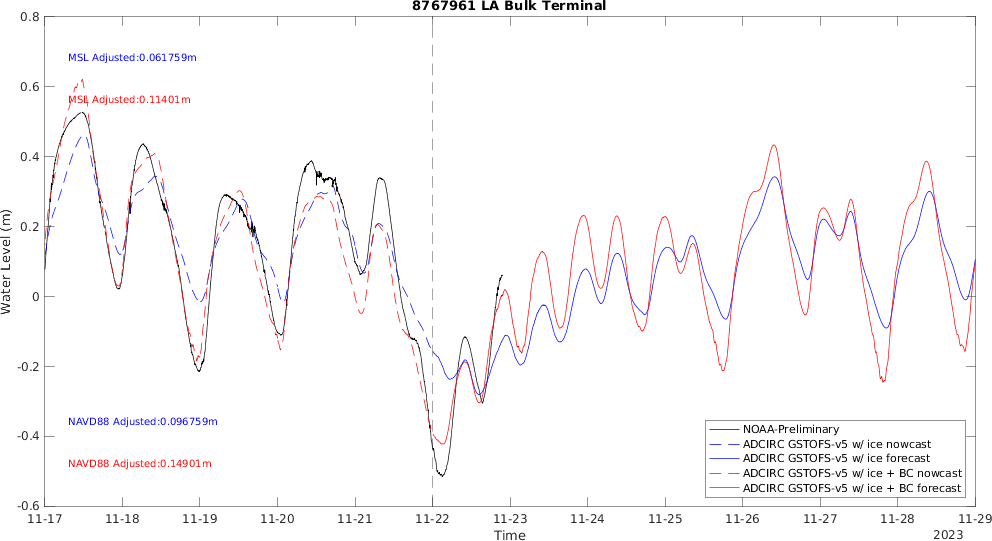 8767961 LA Bulk Terminal
0.8
0.6
0.4
0.2
0
-0.2
-0.4
-0.6
Water Level (m)
MSL Adjusted:0.061759m
MSL Adjusted:0.11401m
NAVD88 Adjusted:0.096759m
NAVD88 Adjusted:0.14901m
NOAA-Preliminary
ADCIRC GSTOFS-v5 w/ ice nowcast
ADCIRC GSTOFS-v5 w/ ice forecast
ADCIRC GSTOFS-v5 w/ ice + BC nowcast
ADCIRC GSTOFS-v5 w/ ice + BC forecast
11-17 11-18 11-19 11-20 11-21 11-22 11-23 11-24 11-25 11-26 11-27 11-28 11-29
Time
2023